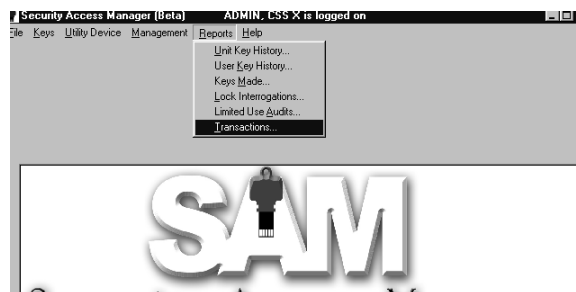 Security Access Manager (Beta) ADMIN, CSS X is logged on
File Keys Utility Device Management Reports Help
Unit Key History...
User Key History...
Keys Made...
Lock Interrogations...
Limited Use Audits...
Transactions...
SAM